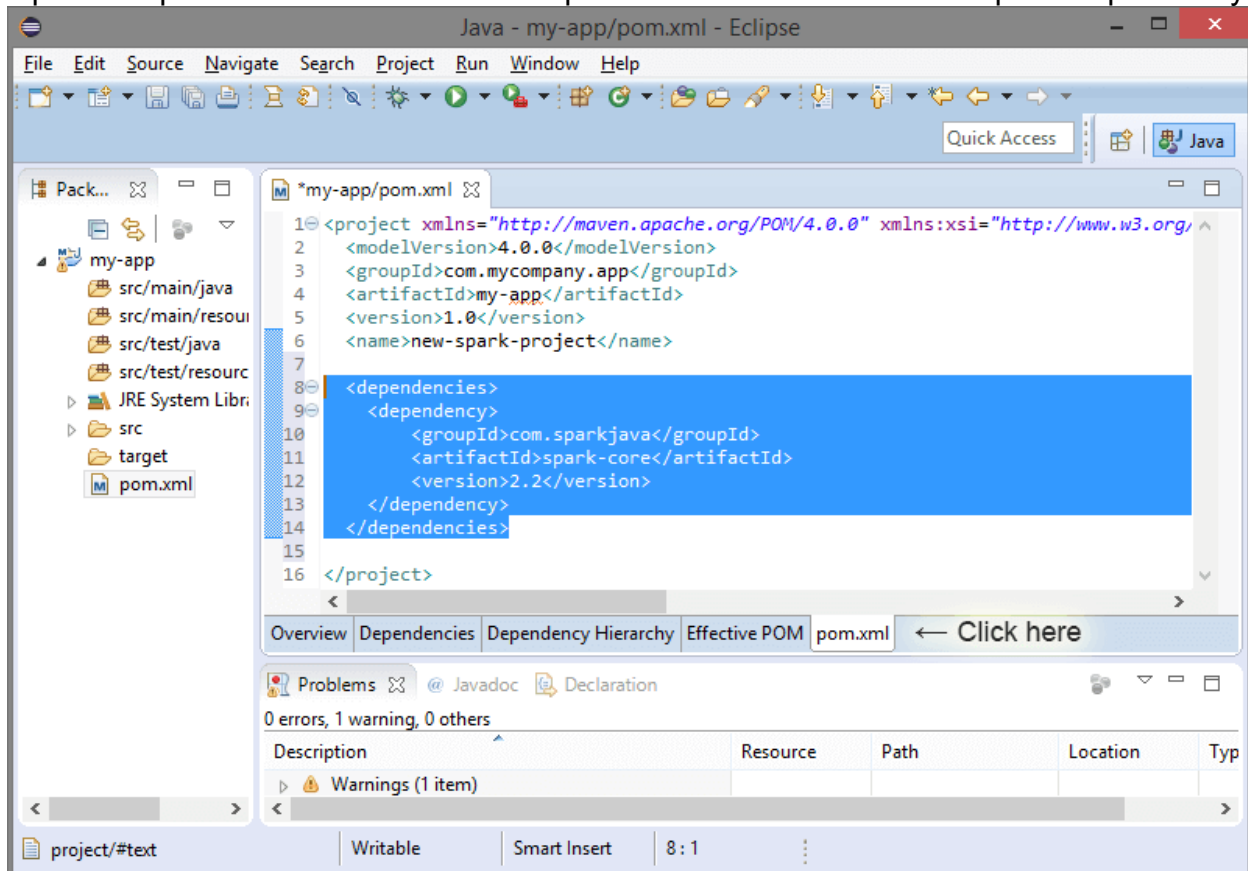 Java - my-app/pom.xml - Eclipse
File Edit Source Navigate Search Project Run Window Help
Quick Access
Java
Pack...
my-app
src/main/java
src/main/resour
src/test/java
src/test/resourc
JRE System Libra
src
target
pom.xml
*my-app/pom.xml
1 <project xmlns="http://maven.apache.org/POM/4.0.0" xmlns:xsi="http://www.w3.org/
2 <modelVersion>4.0.0</modelVersion>
3 <groupId>com.mycompany.app</groupId>
4 <artifactId>my-app</artifactId>
5 <version>1.0</version>
6 <name>new-spark-project</name>
7
8 <dependencies>
9 <dependency>
10 <groupId>com.sparkjava</groupId>
11 <artifactId>spark-core</artifactId>
12 <version>2.2</version>
13 </dependency>
14 </dependencies>
15
16 </project>
Overview Dependencies Dependency Hierarchy Effective POM pom.xml ← Click here
Problems @ Javadoc Declaration
0 errors, 1 warning, 0 others
Description Resource Path Location Typ
Warnings (1 item)
project/#text Writable Smart Insert 8 : 1